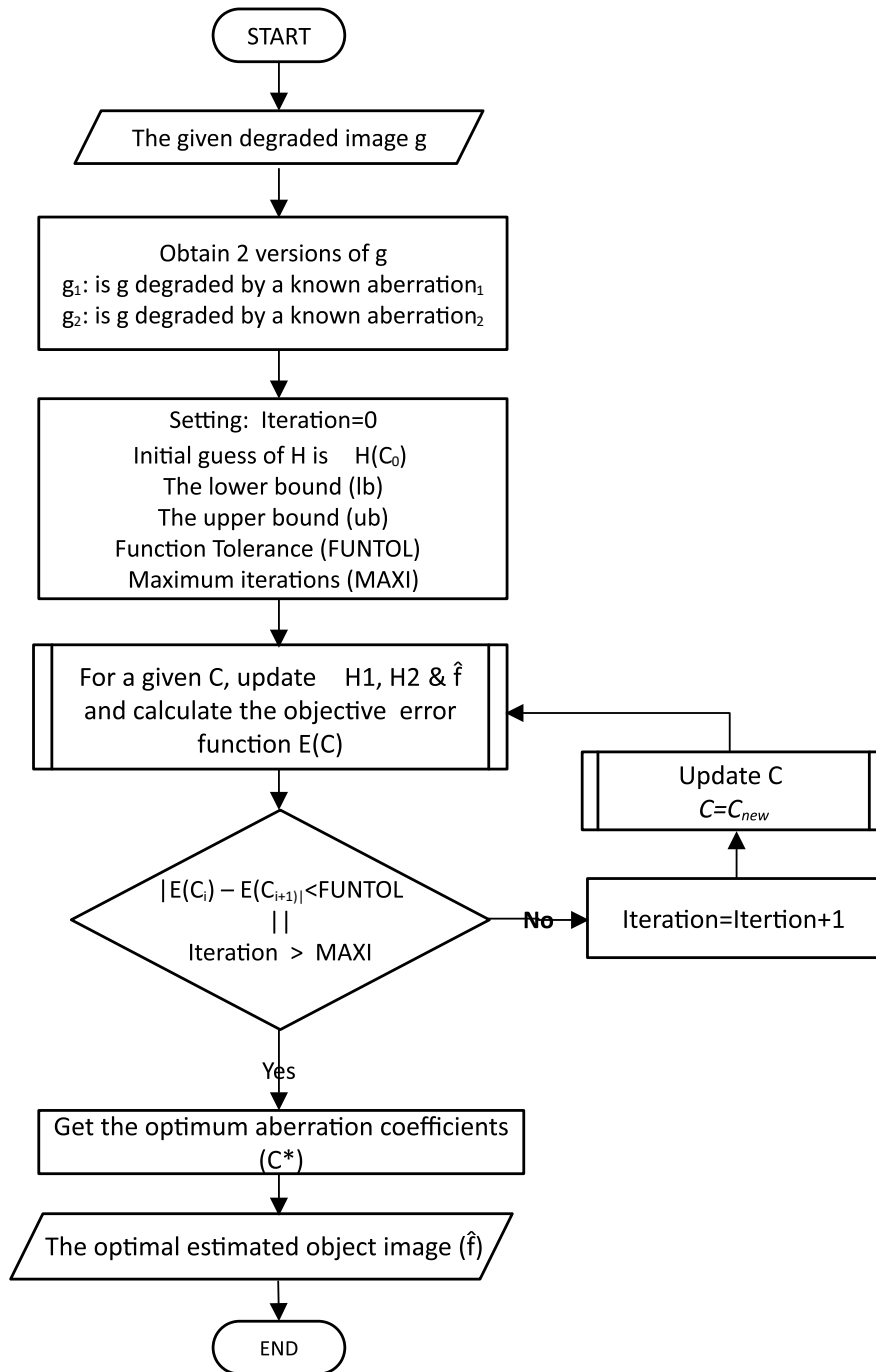 START
The given degraded image g
Obtain 2 versions of g
g₁: is g degraded by a known aberration₁
g₂: is g degraded by a known aberration₂
Setting: Iteration=0
Initial guess of H is H(C₀)
The lower bound (lb)
The upper bound (ub)
Function Tolerance (FUNTOL)
Maximum iterations (MAXI)
For a given C, update H1, H2 & f̂
and calculate the objective error
function E(C)
Update C
C=Cₙₑw
|E(Cᵢ) – E(Cᵢ₊₁₎|<FUNTOL
||
Iteration > MAXI
No
Iteration=Itertion+1
Yes
Get the optimum aberration coefficients
(C*)
The optimal estimated object image (f̂)
END